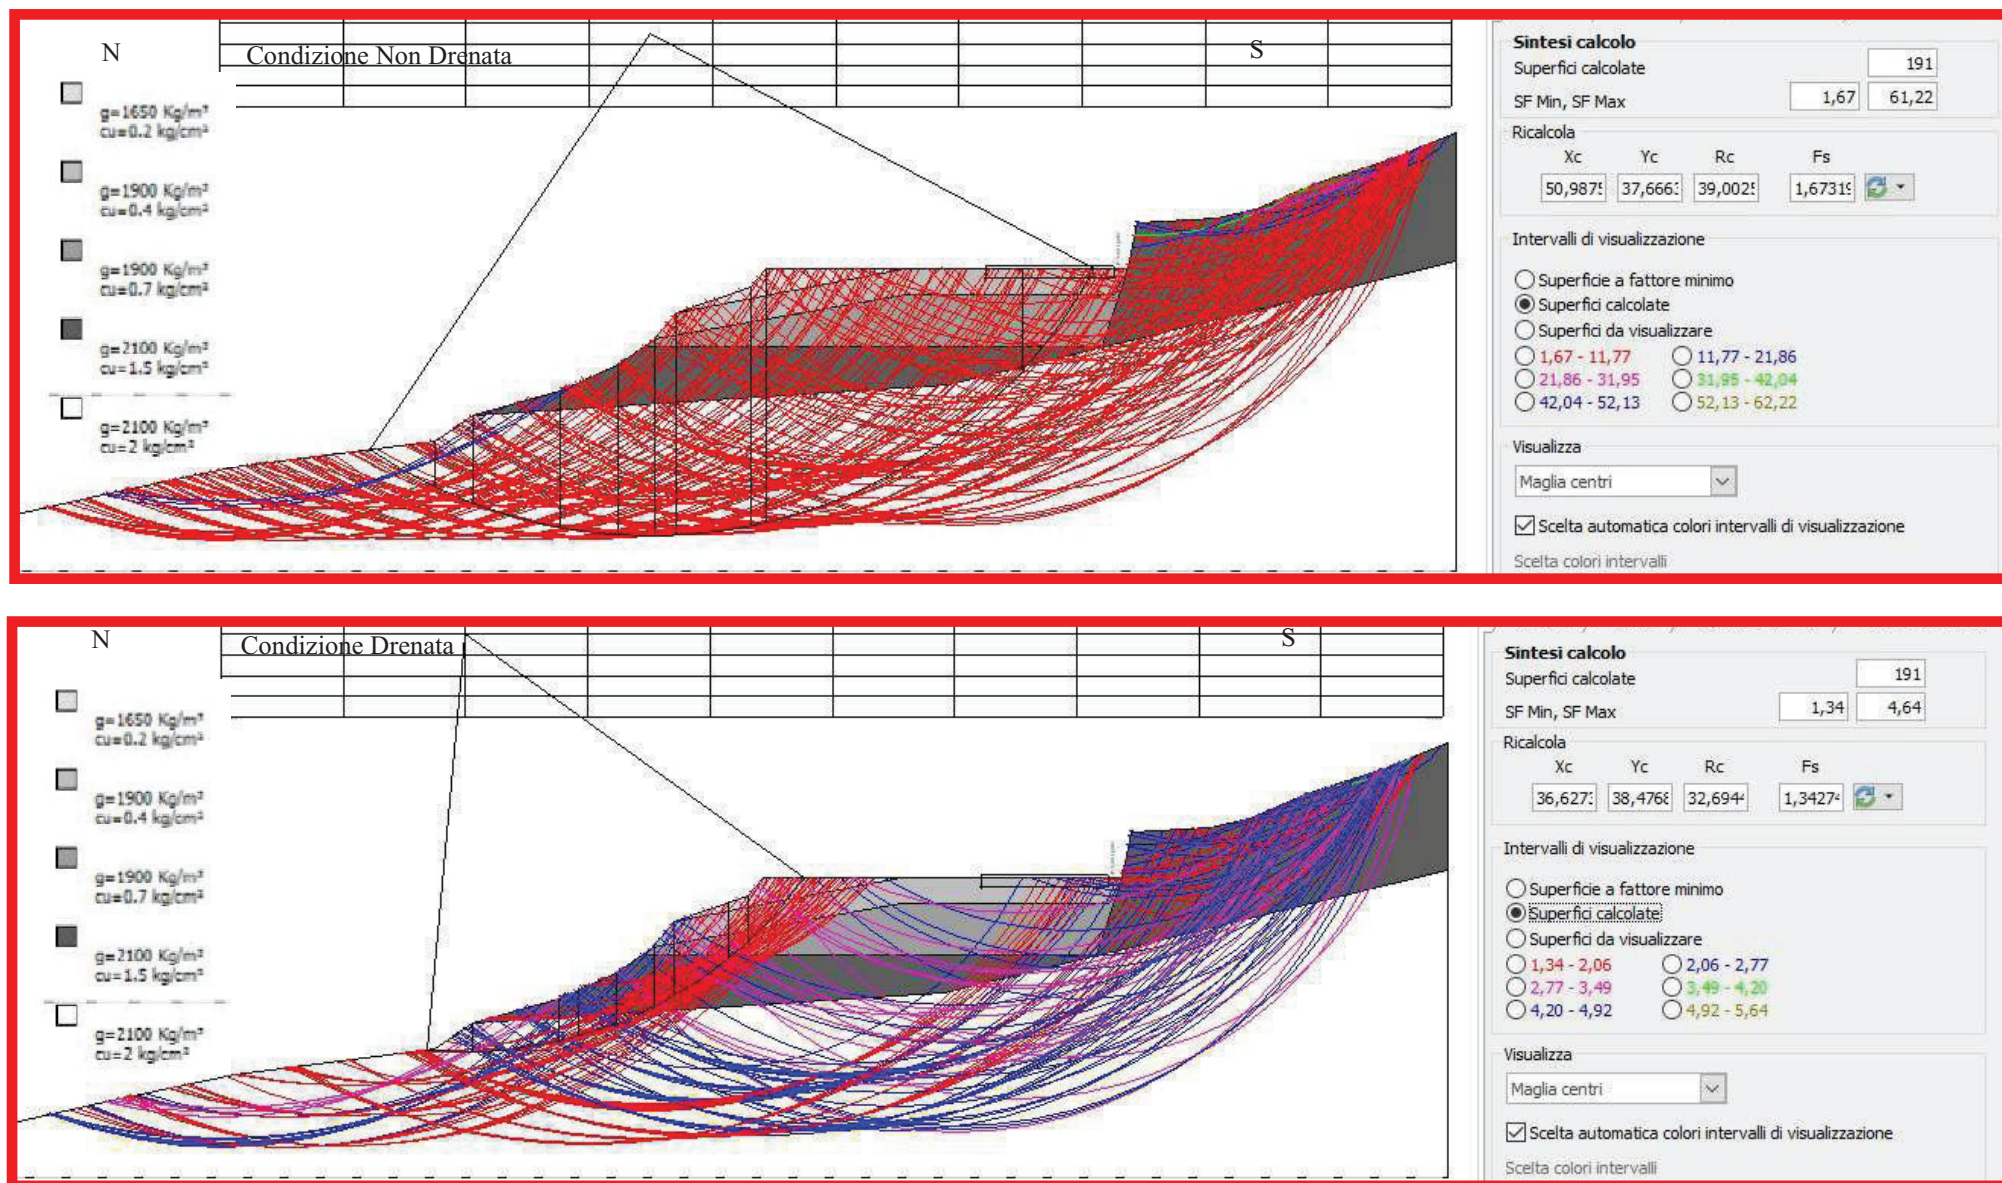 N
Condizione Non Drenata
S
g=1650 Kg/m³
cu=0.2 kg/cm²
g=1900 Kg/m³
cu=0.4 kg/cm²
g=1900 Kg/m³
cu=0.7 kg/cm²
g=2100 Kg/m³
cu=1.5 kg/cm²
g=2100 Kg/m³
cu=2 kg/cm²
Sintesi calcolo
Superfici calcolate 191
SF Min, SF Max 1,67 61,22
Ricalcola
Xc Yc Rc Fs
50,987 37,666 39,002 1,6731
Intervalli di visualizzazione
Superficie a fattore minimo
Superfici calcolate
Superfici da visualizzare
1,67 - 11,77 11,77 - 21,86
21,86 - 31,95 31,95 - 42,04
42,04 - 52,13 52,13 - 62,22
Visualizza
Maglia centri
Scelta automatica colori intervalli di visualizzazione
Scelta colori intervalli
N
Condizione Drenata
S
g=1650 Kg/m³
cu=0.2 kg/cm²
g=1900 Kg/m³
cu=0.4 kg/cm²
g=1900 Kg/m³
cu=0.7 kg/cm²
g=2100 Kg/m³
cu=1.5 kg/cm²
g=2100 Kg/m³
cu=2 kg/cm²
Sintesi calcolo
Superfici calcolate 191
SF Min, SF Max 1,34 4,64
Ricalcola
Xc Yc Rc Fs
36,627 38,476 32,694 1,3427
Intervalli di visualizzazione
Superficie a fattore minimo
Superfici calcolate
Superfici da visualizzare
1,34 - 2,06 2,06 - 2,77
2,77 - 3,49 3,49 - 4,20
4,20 - 4,92 4,92 - 5,64
Visualizza
Maglia centri
Scelta automatica colori intervalli di visualizzazione
Scelta colori intervalli